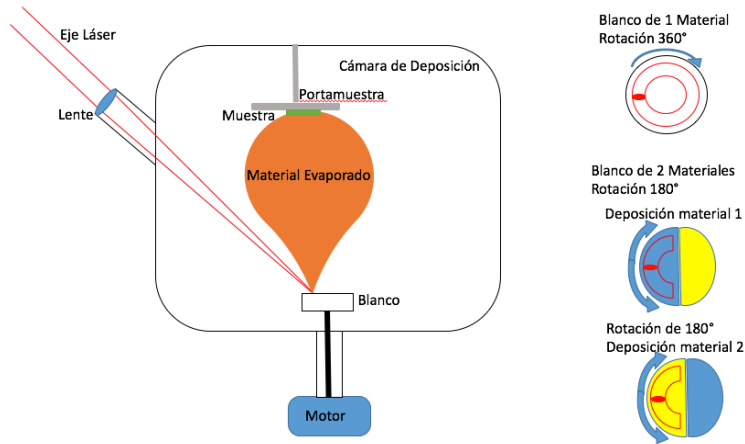 Eje Láser
Lente
Cámara de Deposición
Portamuestra
Muestra
Material Evaporado
Blanco
Motor
Blanco de 1 Material
Rotación 360°
Blanco de 2 Materiales
Rotación 180°
Deposición material 1
Rotación de 180°
Deposición material 2